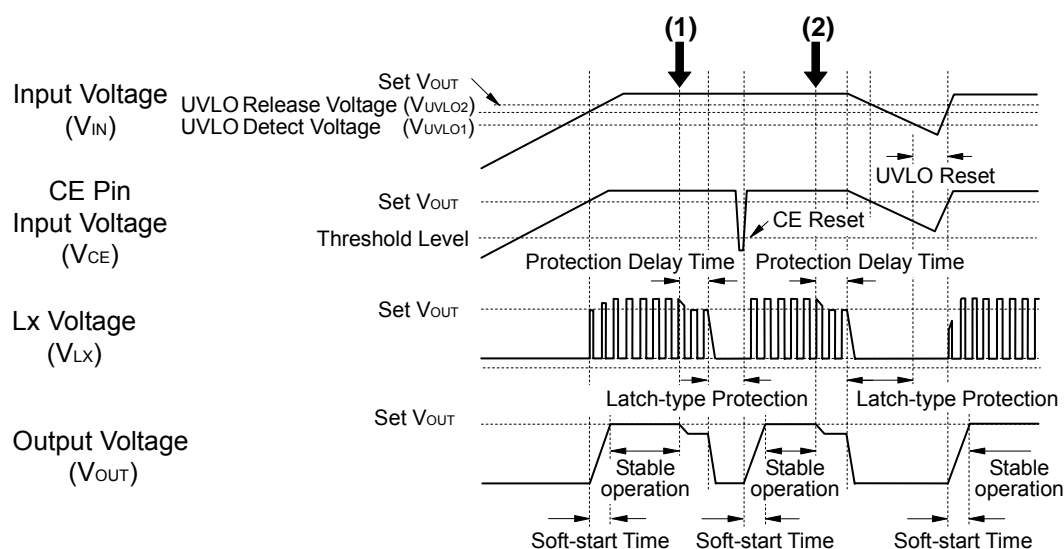 (1)
(2)
Set VOUT
Input Voltage
(VIN)
UVLO Release Voltage (VUVLO2)
UVLO Detect Voltage (VUVLO1)
UVLO Reset
CE Pin
Input Voltage
(VCE)
Set VOUT
CE Reset
Threshold Level
Protection Delay Time
Protection Delay Time
Lx Voltage
(VLX)
Set VOUT
Latch-type Protection
Latch-type Protection
Set VOUT
Output Voltage
(VOUT)
Stable
operation
Stable
operation
Stable
operation
Soft-start Time
Soft-start Time
Soft-start Time